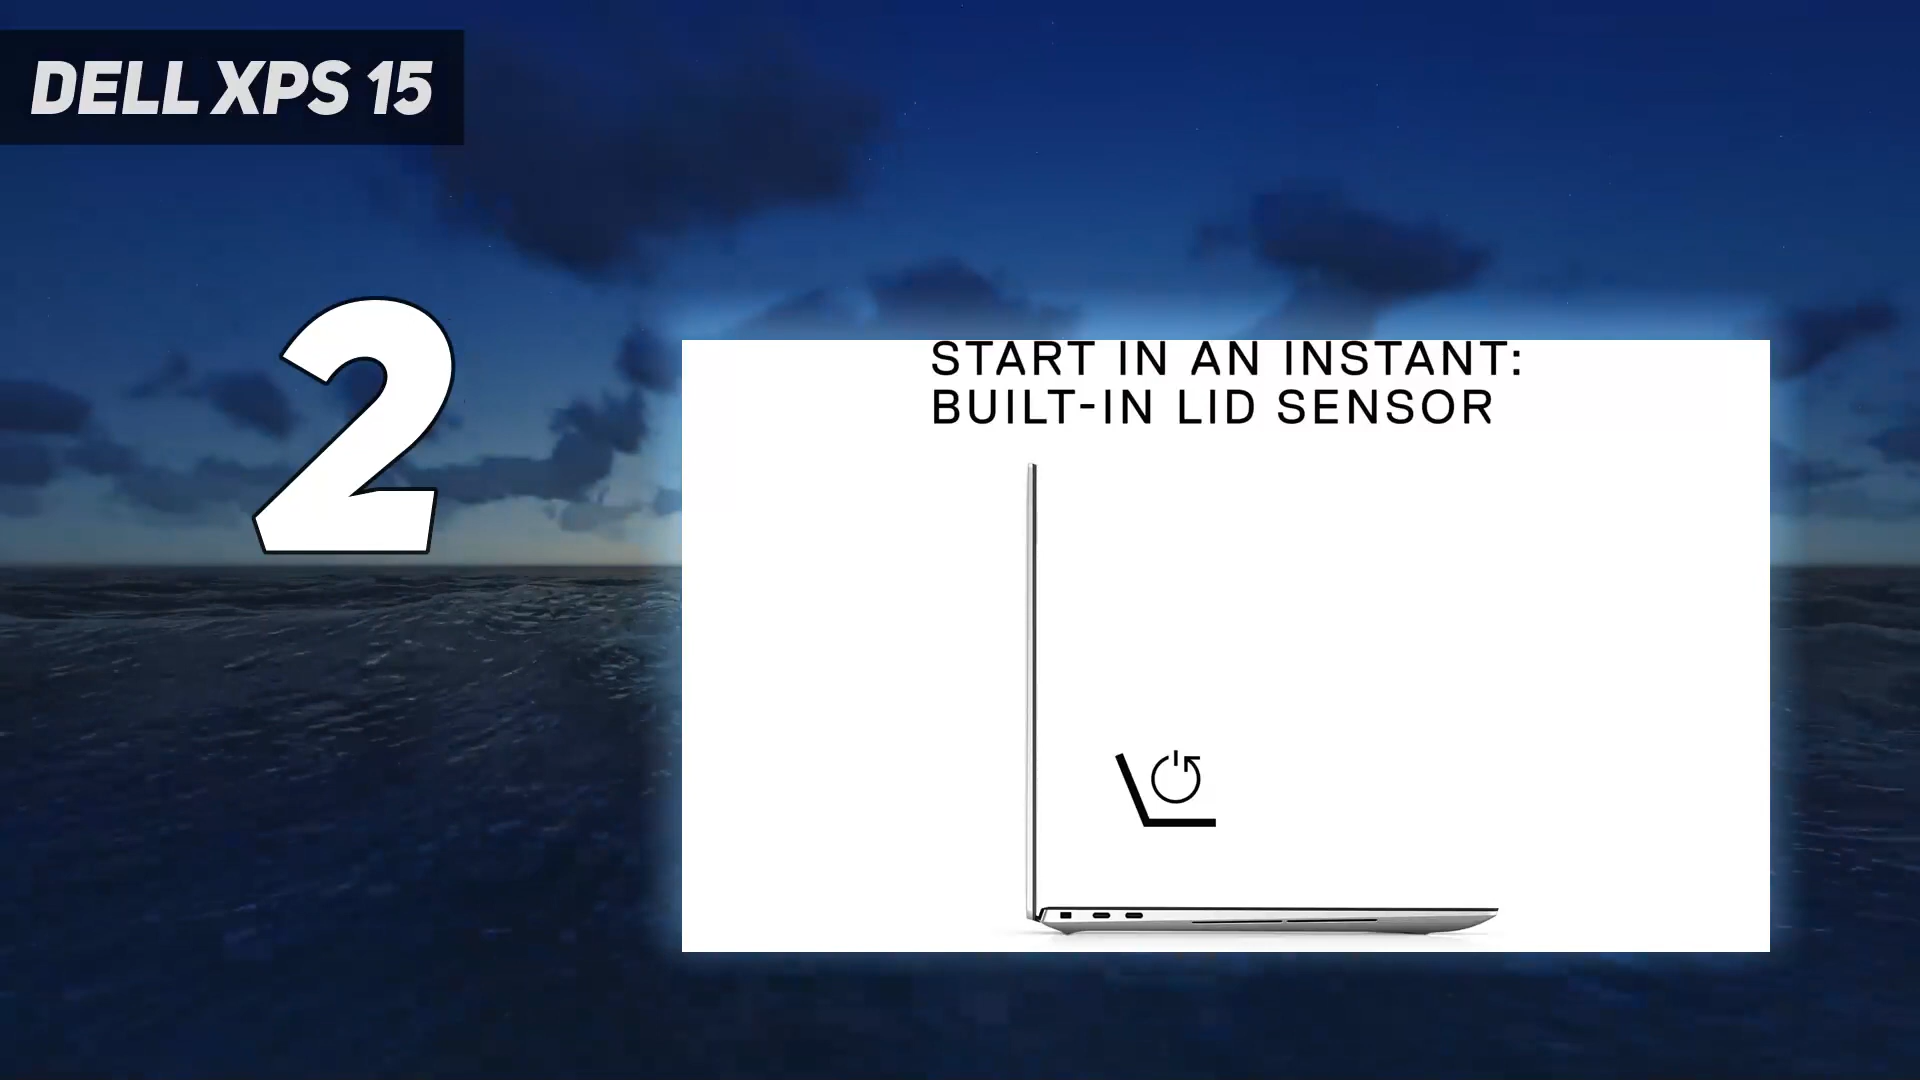 DELL XPS 15
2
START IN AN INSTANT:
BUILT-IN LID SENSOR